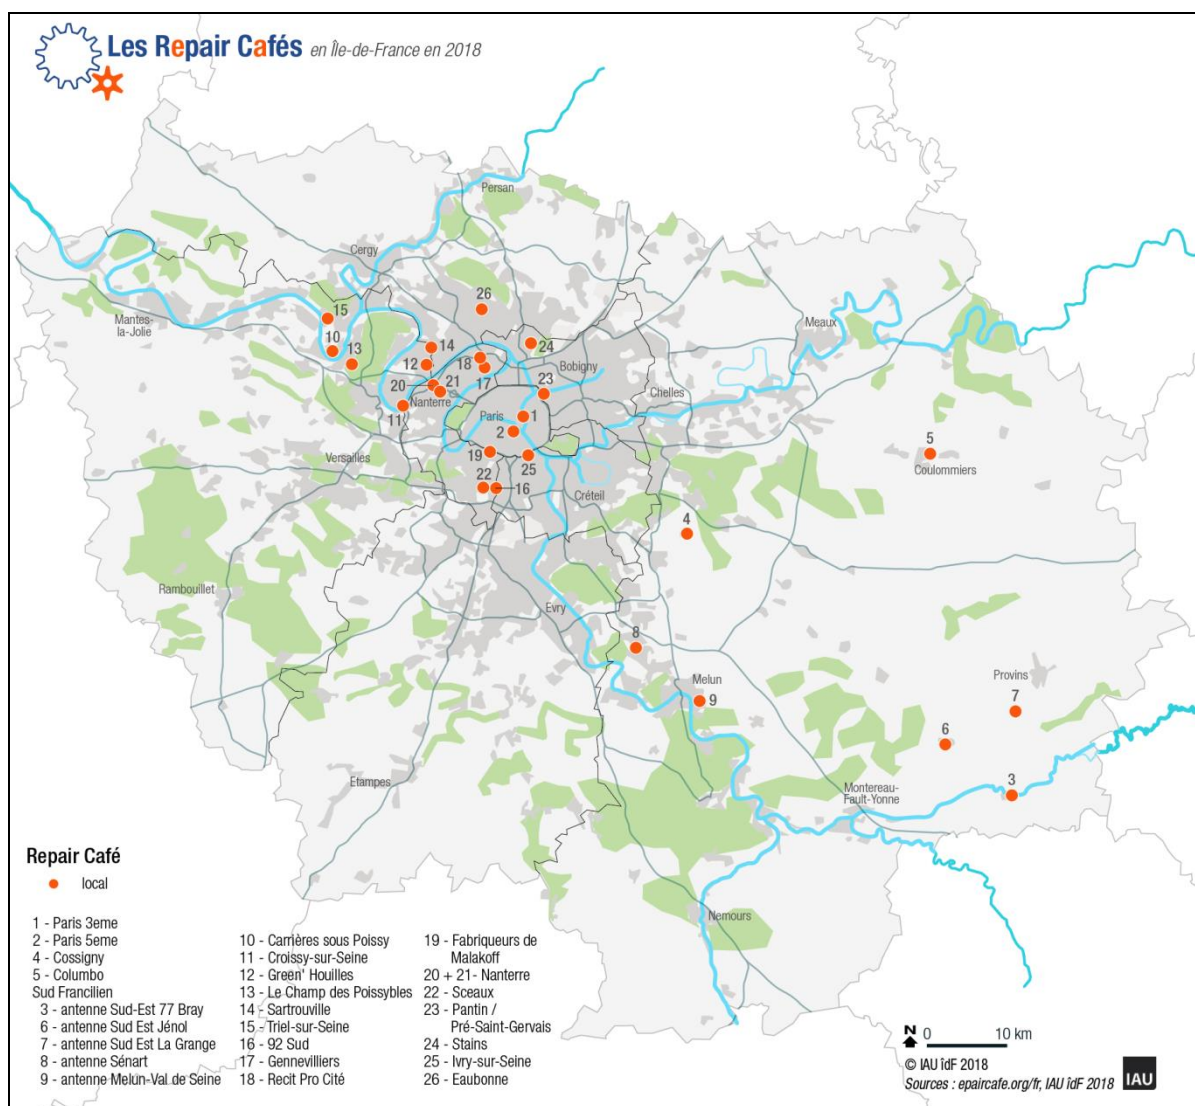 Les Repair Cafés en Île-de-France en 2018
Persan
Cergy
26
15
Mantes-
la-Jolie
Meaux
10
13
14
24
12
18
Bobigny
17
20
21
23
Nanterre
Chelles
11
Paris
1
2
5
19
Versailles
25
Coulommiers
22
16
Créteil
4
Rambouillet
Evry
8
Melun
Provins
9
7
6
Etampes
3
Montereau-
Fault-Yonne
Nemours
Repair Café
local
1 - Paris 3eme
2 - Paris 5eme
4 - Cossigny
5 - Columbo
Sud Francilien
3 - antenne Sud-Est 77 Bray
6 - antenne Sud Est Jénol
7 - antenne Sud Est La Grange
8 - antenne Sénart
9 - antenne Melun-Val de Seine
10 - Carrières sous Poissy
11 - Croissy-sur-Seine
12 - Green' Houilles
13 - Le Champ des Poissybles
14 - Sartrouville
15 - Triel-sur-Seine
16 - 92 Sud
17 - Gennevilliers
18 - Recit Pro Cité
19 - Fabriqueurs de
Malakoff
20 + 21- Nanterre
22 - Sceaux
23 - Pantin /
Pré-Saint-Gervais
24 - Stains
25 - Ivry-sur-Seine
26 - Eaubonne
N
0 10 km
© IAU îdF 2018
Sources : epaircafe.org/fr, IAU îdF 2018
IAU